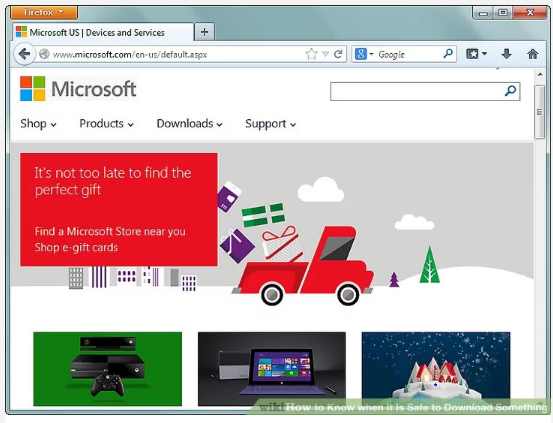 Firefox
Microsoft US | Devices and Services
www.microsoft.com/en-us/default.aspx
Google
Microsoft
Shop
Products
Downloads
Support
It's not too late to find the
perfect gift
Find a Microsoft Store near you
Shop e-gift cards
wiki How to Know when it Is Safe to Download Something